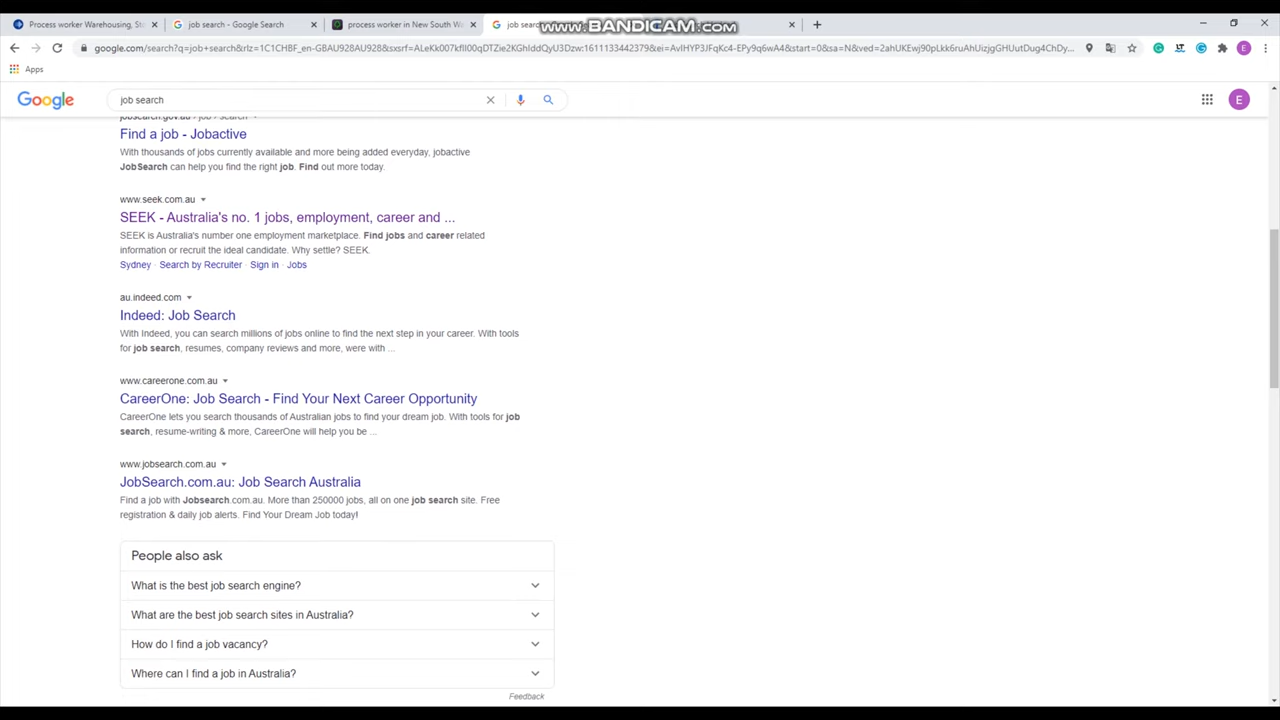 Process worker Warehousing, St
job search - Google Search
process worker in New South W
job sea
www.BANDICAM.com
google.com/search?q=job+search&rlz=1C1CHBF_en-GBAU928AU928&sxsrf=
Apps
E
Google
job search
E
Find a job - Jobactive
With thousands of jobs currently available and more being added everyday, jobactive
JobSearch can help you find the right job. Find out more today.
www.seek.com.au
SEEK - Australia's no. 1 jobs, employment, career and ...
SEEK is Australia's number one employment marketplace. Find jobs and career related
information or recruit the ideal candidate. Why settle? SEEK.
Sydney · Search by Recruiter · Sign in · Jobs
au.indeed.com
Indeed: Job Search
With Indeed, you can search millions of jobs online to find the next step in your career. With tools
for job search, resumes, company reviews and more, were with ...
www.careerone.com.au
CareerOne: Job Search - Find Your Next Career Opportunity
CareerOne lets you search thousands of Australian jobs to find your dream job. With tools for job
search, resume-writing & more, CareerOne will help you be ...
www.jobsearch.com.au
JobSearch.com.au: Job Search Australia
Find a job with Jobsearch.com.au. More than 250000 jobs, all on one job search site. Free
registration & daily job alerts. Find Your Dream Job today!
People also ask
What is the best job search engine?
What are the best job search sites in Australia?
How do I find a job vacancy?
Where can I find a job in Australia?
Feedback